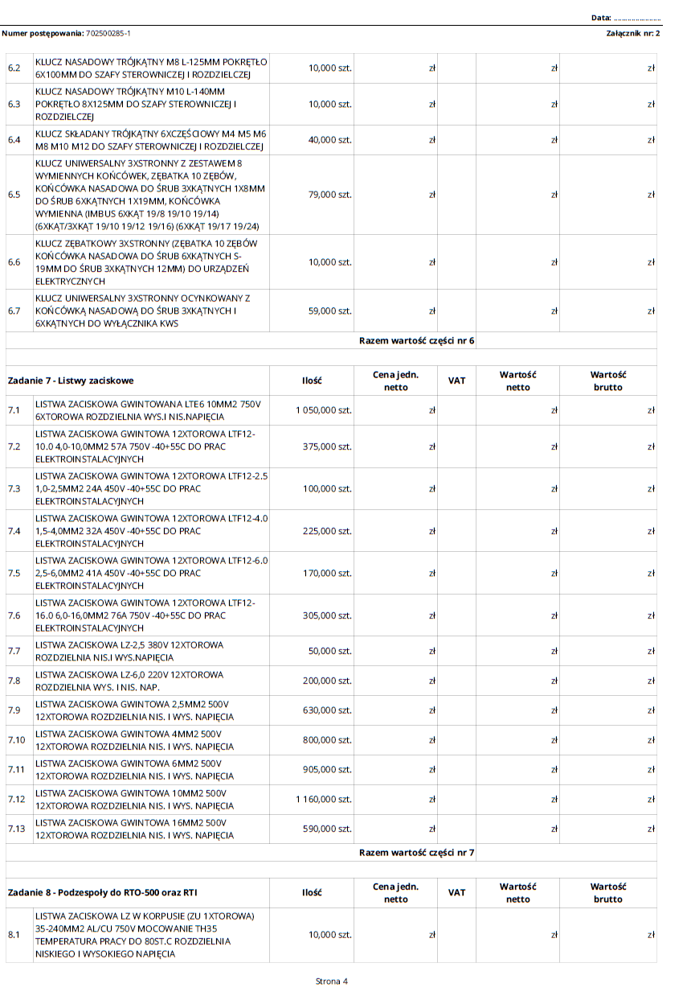 Data: ........................
Numer postępowania: 702500285-1 Załącznik nr: 2
6.2 KLUCZ NASADOWY TRÓJKĄTNY M8 L-125MM POKRĘTŁO
6X100MM DO SZAFY STEROWNICZEJ I ROZDZIELCZEJ 10,000 szt. zł zł zł
6.3 KLUCZ NASADOWY TRÓJKĄTNY M10 L-140MM
POKRĘTŁO 8X125MM DO SZAFY STEROWNICZEJ I
ROZDZIELCZEJ 10,000 szt. zł zł zł
6.4 KLUCZ SKŁADANY TRÓJKĄTNY 6XCZĘŚCIOWY M4 M5 M6
M8 M10 M12 DO SZAFY STEROWNICZEJ I ROZDZIELCZEJ 40,000 szt. zł zł zł
6.5 KLUCZ UNIWERSALNY 3XSTRONNY Z ZESTAWEM 8
WYMIENNYCH KOŃCÓWEK, ZĘBATKA 10 ZĘBÓW,
KOŃCÓWKA NASADOWA DO ŚRUB 3XKĄTNYCH 1X8MM
DO ŚRUB 6XKĄTNYCH 1X19MM, KOŃCÓWKA
WYMIENNA (IMBUS 6XKĄT 19/8 19/10 19/14)
(6XKĄT/3XKĄT 19/10 19/12 19/16) (6XKĄT 19/17 19/24) 79,000 szt. zł zł zł
6.6 KLUCZ ZĘBATKOWY 3XSTRONNY (ZĘBATKA 10 ZĘBÓW
KOŃCÓWKA NASADOWA DO ŚRUB 6XKĄTNYCH S-
19MM DO ŚRUB 3XKĄTNYCH 12MM) DO URZĄDZEŃ
ELEKTRYCZNYCH 10,000 szt. zł zł zł
6.7 KLUCZ UNIWERSALNY 3XSTRONNY OCYNKOWANY Z
KOŃCÓWKĄ NASADOWĄ DO ŚRUB 3XKĄTNYCH I
6XKĄTNYCH DO WYŁĄCZNIKA KWS 59,000 szt. zł zł zł
Razem wartość części nr 6
Zadanie 7 - Listwy zaciskowe Ilość Cena jedn. netto VAT Wartość netto Wartość brutto
7.1 LISTWA ZACISKOWA GWINTOWANA LTE6 10MM2 750V
6XTOROWA ROZDZIELNIA WYS.I NIS.NAPIĘCIA 1 050,000 szt. zł zł zł
7.2 LISTWA ZACISKOWA GWINTOWA 12XTOROWA LTF12-
10.0 4,0-10,0MM2 57A 750V -40+55C DO PRAC
ELEKTROINSTALACYJNYCH 375,000 szt. zł zł zł
7.3 LISTWA ZACISKOWA GWINTOWA 12XTOROWA LTF12-2.5
1,0-2,5MM2 24A 450V -40+55C DO PRAC
ELEKTROINSTALACYJNYCH 100,000 szt. zł zł zł
7.4 LISTWA ZACISKOWA GWINTOWA 12XTOROWA LTF12-4.0
1,5-4,0MM2 32A 450V -40+55C DO PRAC
ELEKTROINSTALACYJNYCH 225,000 szt. zł zł zł
7.5 LISTWA ZACISKOWA GWINTOWA 12XTOROWA LTF12-6.0
2,5-6,0MM2 41A 450V -40+55C DO PRAC
ELEKTROINSTALACYJNYCH 170,000 szt. zł zł zł
7.6 LISTWA ZACISKOWA GWINTOWA 12XTOROWA LTF12-
16.0 6,0-16,0MM2 76A 750V -40+55C DO PRAC
ELEKTROINSTALACYJNYCH 305,000 szt. zł zł zł
7.7 LISTWA ZACISKOWA LZ-2,5 380V 12XTOROWA
ROZDZIELNIA NIS.I WYS.NAPIĘCIA 50,000 szt. zł zł zł
7.8 LISTWA ZACISKOWA LZ-6,0 220V 12XTOROWA
ROZDZIELNIA WYS. I NIS. NAP. 200,000 szt. zł zł zł
7.9 LISTWA ZACISKOWA GWINTOWA 2,5MM2 500V
12XTOROWA ROZDZIELNIA NIS. I WYS. NAPIĘCIA 630,000 szt. zł zł zł
7.10 LISTWA ZACISKOWA GWINTOWA 4MM2 500V
12XTOROWA ROZDZIELNIA NIS. I WYS. NAPIĘCIA 800,000 szt. zł zł zł
7.11 LISTWA ZACISKOWA GWINTOWA 6MM2 500V
12XTOROWA ROZDZIELNIA NIS. I WYS. NAPIĘCIA 905,000 szt. zł zł zł
7.12 LISTWA ZACISKOWA GWINTOWA 10MM2 500V
12XTOROWA ROZDZIELNIA NIS. I WYS. NAPIĘCIA 1 160,000 szt. zł zł zł
7.13 LISTWA ZACISKOWA GWINTOWA 16MM2 500V
12XTOROWA ROZDZIELNIA NIS. I WYS. NAPIĘCIA 590,000 szt. zł zł zł
Razem wartość części nr 7
Zadanie 8 - Podzespoły do RTO-500 oraz RTI Ilość Cena jedn. netto VAT Wartość netto Wartość brutto
8.1 LISTWA ZACISKOWA LZ W KORPUSIE (ZU 1XTOROWA)
35-240MM2 AL/CU 750V MOCOWANIE TH35
TEMPERATURA PRACY DO 80ST.C ROZDZIELNIA
NISKIEGO I WYSOKIEGO NAPIĘCIA 10,000 szt. zł zł zł
Strona 4